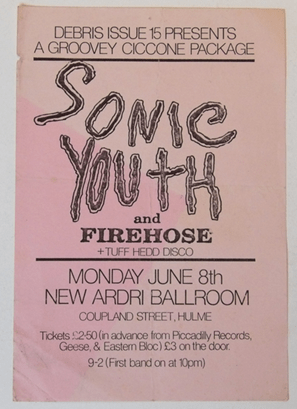 DEBRIS ISSUE 15 PRESENTS
A GROOVEY CICCONE PACKAGE
SONIC
YOUTH
and
FIREHOSE
+ TUFF HEDD DISCO
MONDAY JUNE 8th
NEW ARDRI BALLROOM
COUPLAND STREET, HULME
Tickets £2·50 (in advance from Piccadilly Records,
Geese, & Eastern Bloc) £3 on the door.
9-2 (First band on at 10pm)